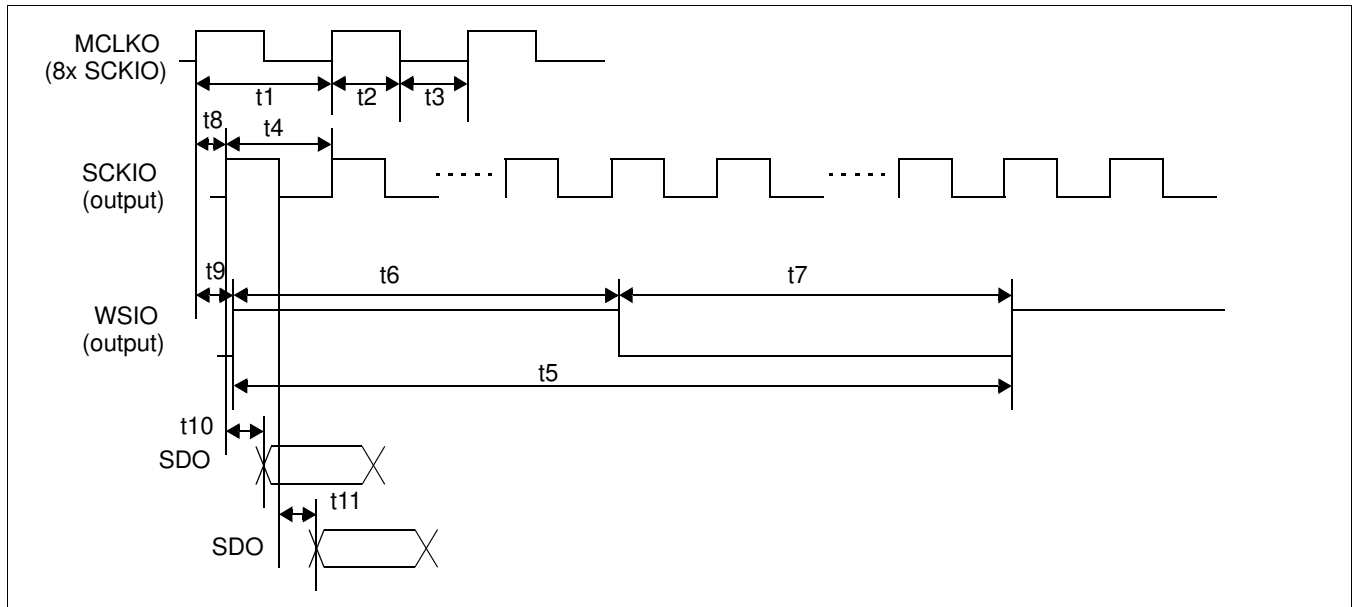 MCLKO
(8x SCKIO)
t1
t2
t3
t8
t4
SCKIO
(output)
t9
t6
t7
WSIO
(output)
t5
t10
SDO
t11
SDO